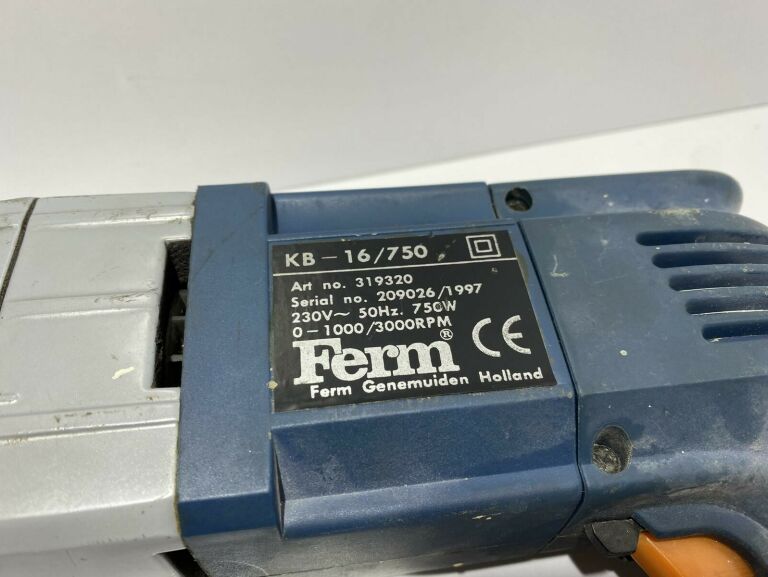 KB - 16/750
Art no. 319320
Serial no. 209026/1997
230V~ 50Hz. 750W
0-1000/3000RPM
Ferm® CE
Ferm Genemuiden Holland